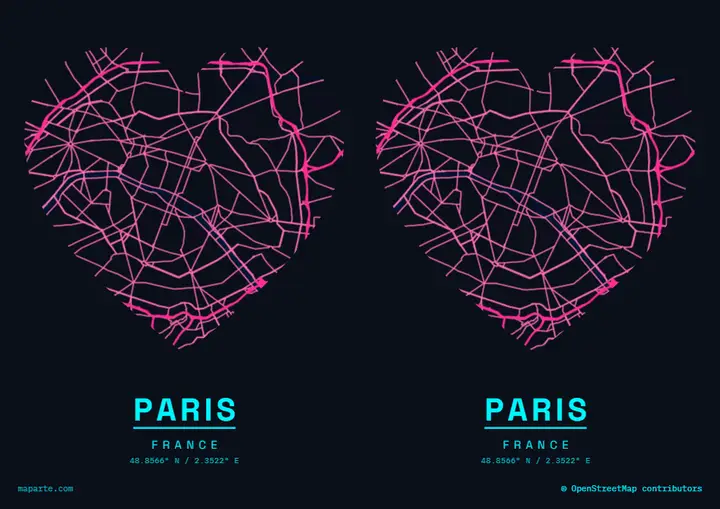 PARIS
FRANCE
48.8566° N / 2.3522° E
PARIS
FRANCE
48.8566° N / 2.3522° E
maparte.com
© OpenStreetMap contributors